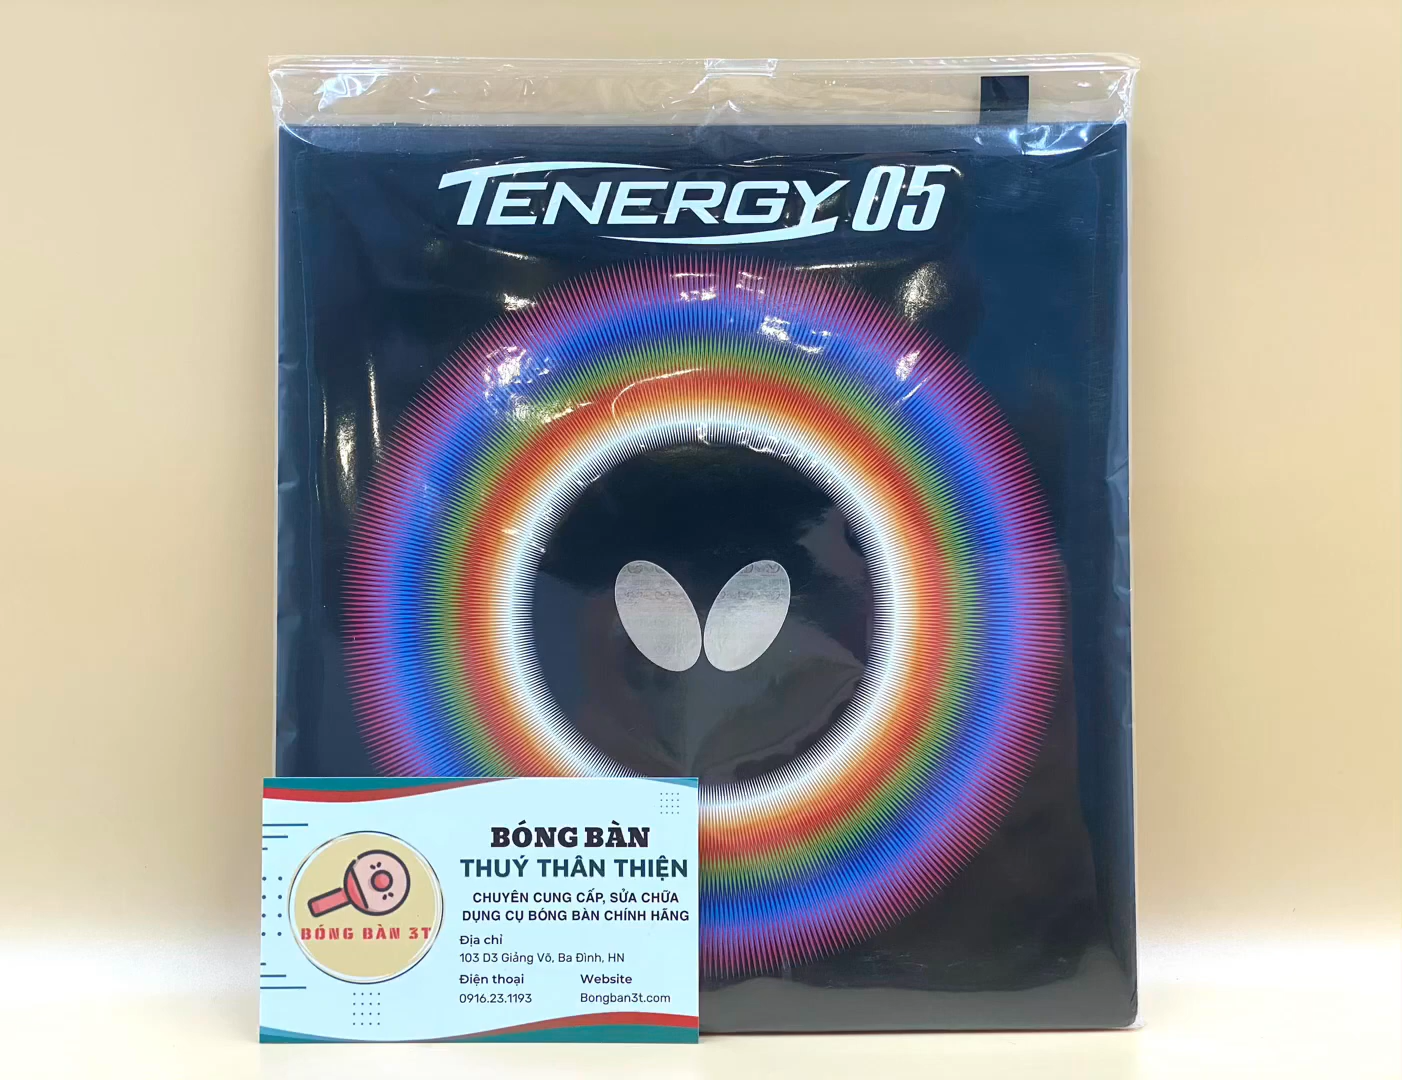 TENERGY 05
BÓNG BÀN
THUÝ THÂN THIỆN
CHUYÊN CUNG CẤP, SỬA CHỮA
DỤNG CỤ BÓNG BÀN CHÍNH HÃNG
BÓNG BÀN 3T
Địa chỉ
103 D3 Giảng Võ, Ba Đình, HN
Điện thoại Website
0916.23.1193 Bongban3t.com